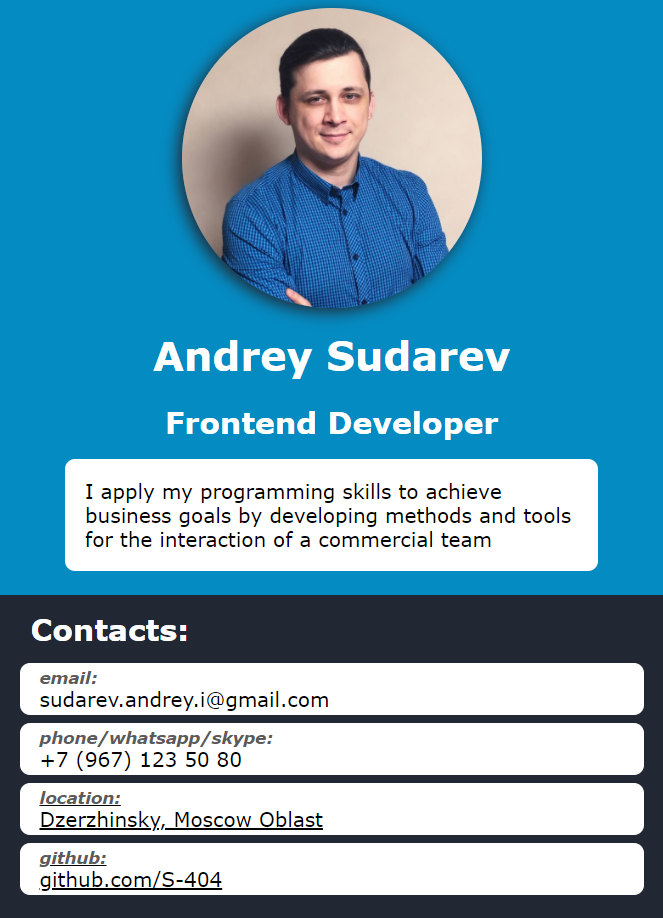 Andrey Sudarev
Frontend Developer
I apply my programming skills to achieve
business goals by developing methods and tools
for the interaction of a commercial team
Contacts:
email:
sudarev.andrey.i@gmail.com
phone/whatsapp/skype:
+7 (967) 123 50 80
location:
Dzerzhinsky, Moscow Oblast
github:
github.com/S-404